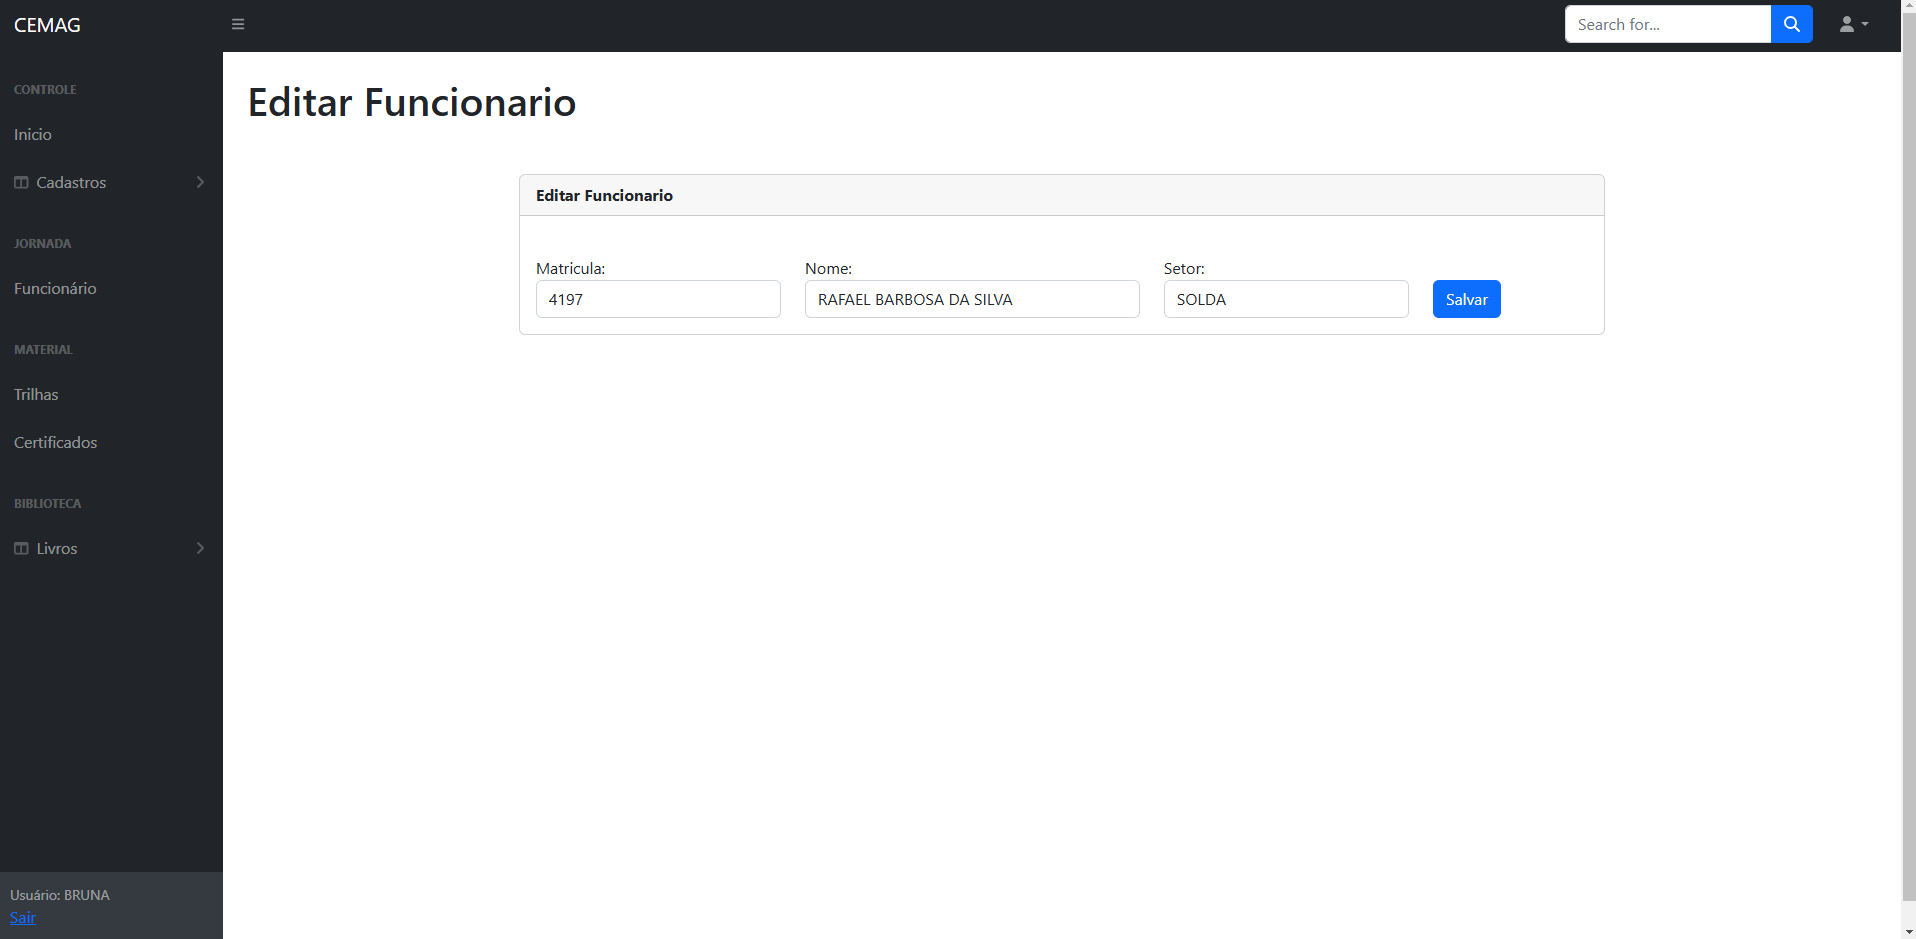 CEMAG
Search for...
CONTROLE
Inicio
Cadastros
JORNADA
Funcionário
MATERIAL
Trilhas
Certificados
BIBLIOTECA
Livros
Usuário: BRUNA
Sair
Editar Funcionario
Editar Funcionario
Matricula: Nome: Setor:
4197 RAFAEL BARBOSA DA SILVA SOLDA Salvar